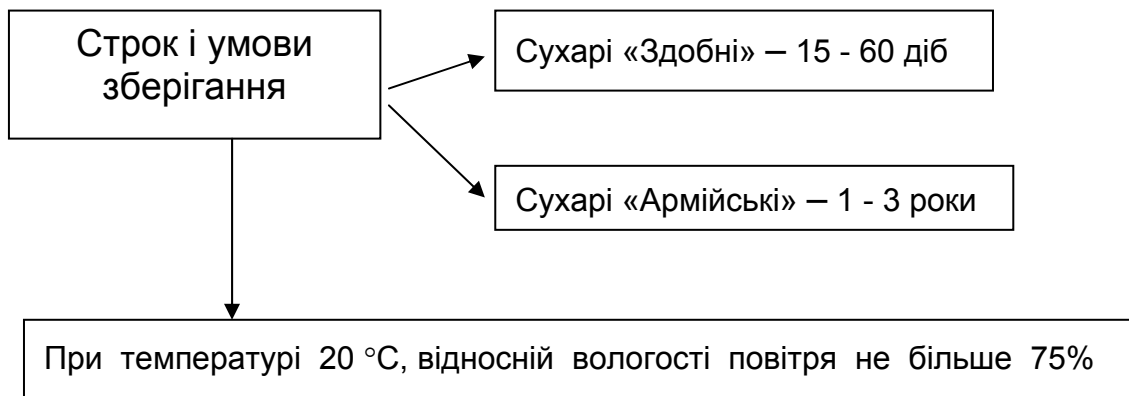 Строк і умови
зберігання
Сухарі «Здобні» – 15 - 60 діб
Сухарі «Армійські» – 1 - 3 роки
При температурі 20 °С, відносній вологості повітря не більше 75%